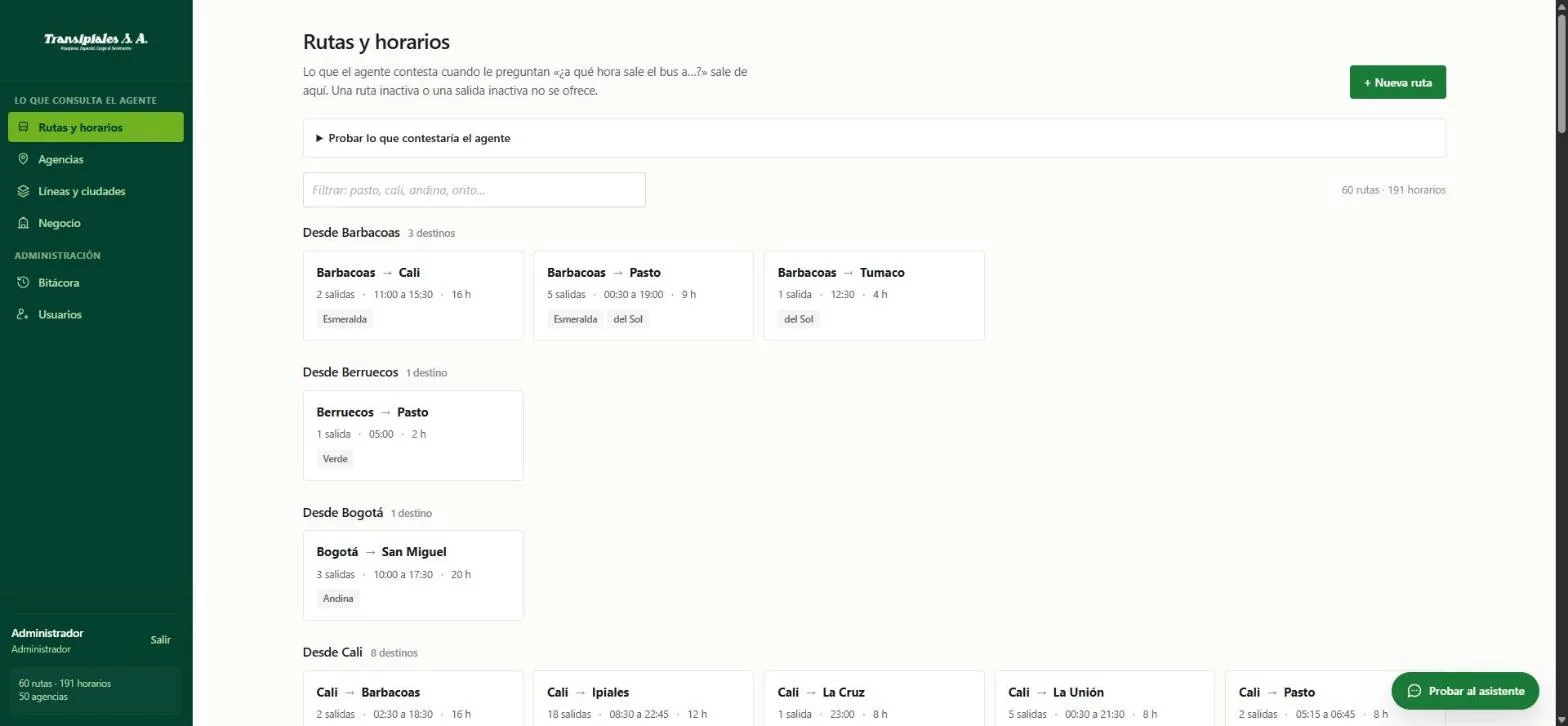 Transipiales S. A.
LO QUE CONSULTA EL AGENTE
Rutas y horarios
Agencias
Líneas y ciudades
Negocio
ADMINISTRACIÓN
Bitácora
Usuarios
Administrador
Administrador
Salir
60 rutas · 191 horarios
50 agencias
Rutas y horarios
Lo que el agente contesta cuando le preguntan «¿a qué hora sale el bus a...?» sale de
aquí. Una ruta inactiva o una salida inactiva no se ofrece.
+ Nueva ruta
▶ Probar lo que contestaría el agente
Filtrar: pasto, cali, andina, orito...
60 rutas · 191 horarios
Desde Barbacoas 3 destinos
Barbacoas → Cali
2 salidas · 11:00 a 15:30 · 16 h
Esmeralda
Barbacoas → Pasto
5 salidas · 00:30 a 19:00 · 9 h
Esmeralda del Sol
Barbacoas → Tumaco
1 salida · 12:30 · 4 h
del Sol
Desde Berruecos 1 destino
Berruecos → Pasto
1 salida · 05:00 · 2 h
Verde
Desde Bogotá 1 destino
Bogotá → San Miguel
3 salidas · 10:00 a 17:30 · 20 h
Andina
Desde Cali 8 destinos
Cali → Barbacoas
2 salidas · 02:30 a 18:30 · 16 h
Cali → Ipiales
18 salidas · 08:30 a 22:45 · 12 h
Cali → La Cruz
1 salida · 23:00 · 8 h
Cali → La Unión
5 salidas · 00:30 a 21:30 · 8 h
Cali → Pasto
2 salidas · 05:15 a 06:45 · 8 h
Probar al asistente